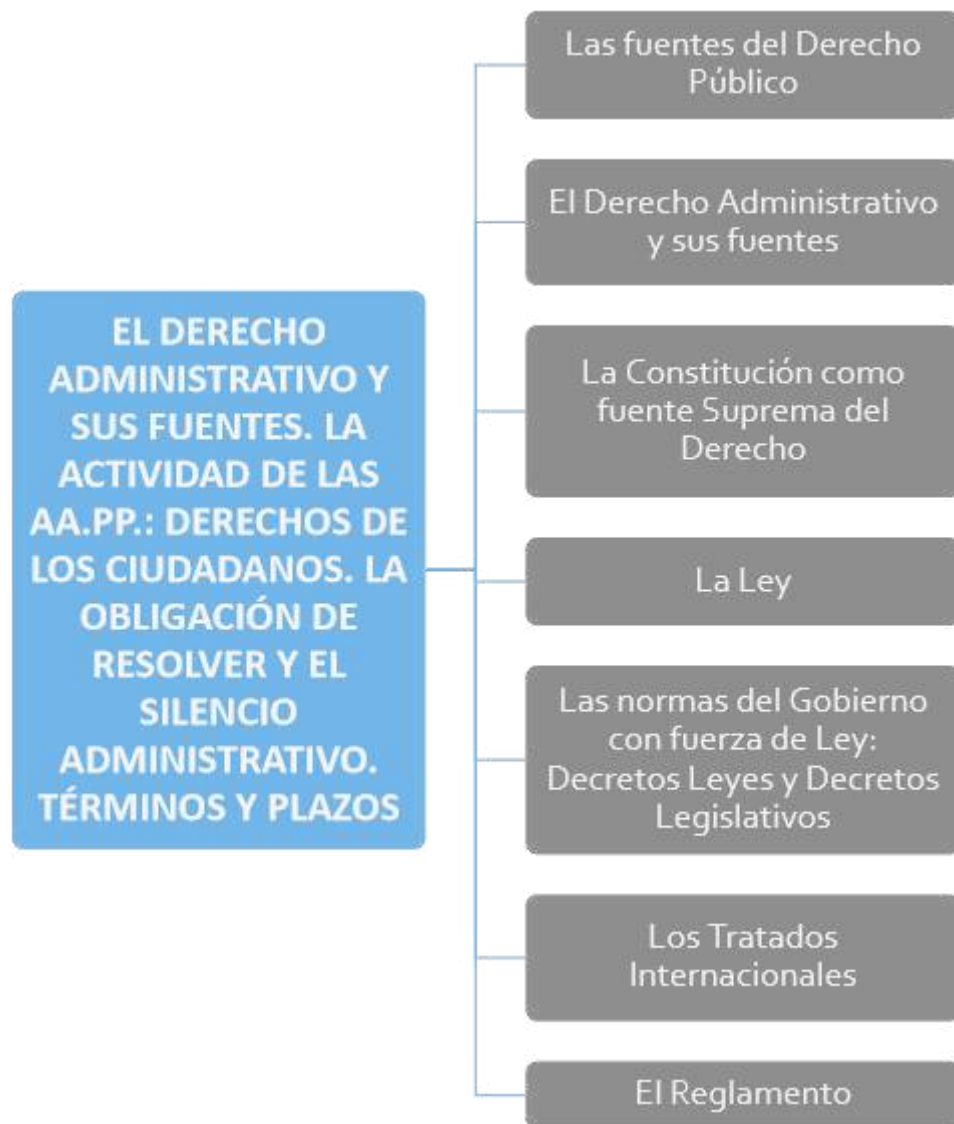 EL DERECHO
ADMINISTRATIVO Y
SUS FUENTES. LA
ACTIVIDAD DE LAS
AA.PP.: DERECHOS DE
LOS CIUDADANOS. LA
OBLIGACIÓN DE
RESOLVER Y EL
SILENCIO
ADMINISTRATIVO.
TÉRMINOS Y PLAZOS
Las fuentes del Derecho
Público
El Derecho Administrativo
y sus fuentes
La Constitución como
fuente Suprema del
Derecho
La Ley
Las normas del Gobierno
con fuerza de Ley:
Decretos Leyes y Decretos
Legislativos
Los Tratados
Internacionales
El Reglamento